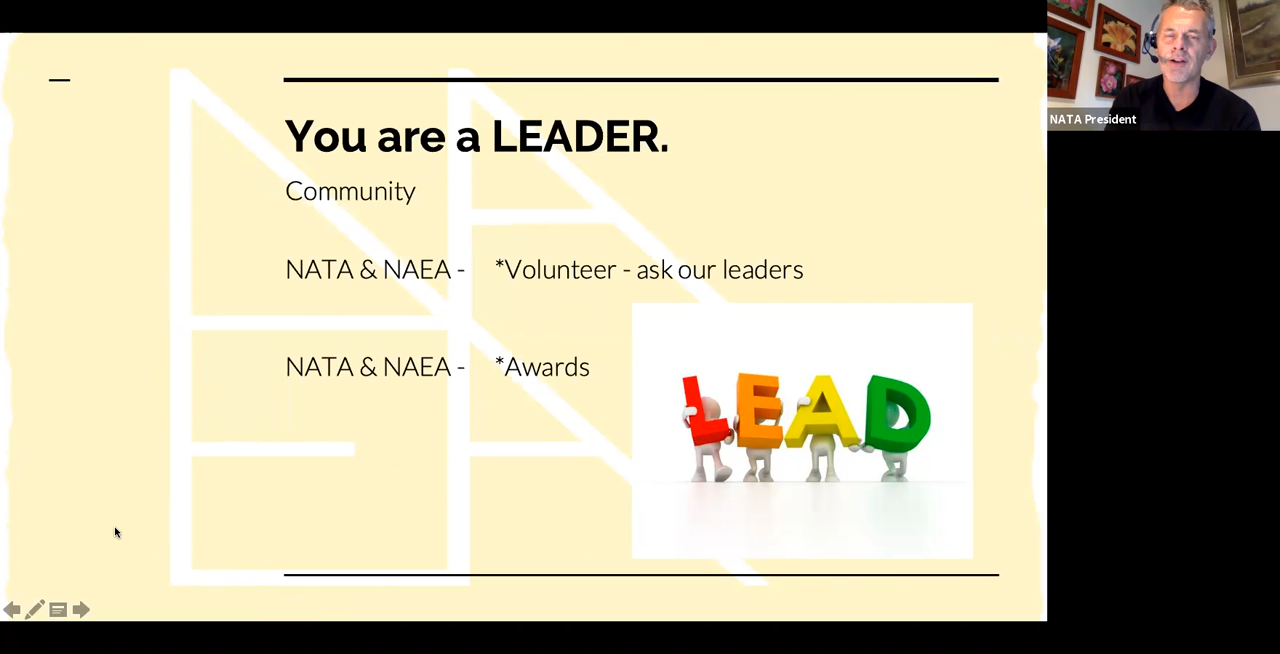 You are a LEADER.
Community
NATA & NAEA - *Volunteer - ask our leaders
NATA & NAEA - *Awards
LEAD
NATA President